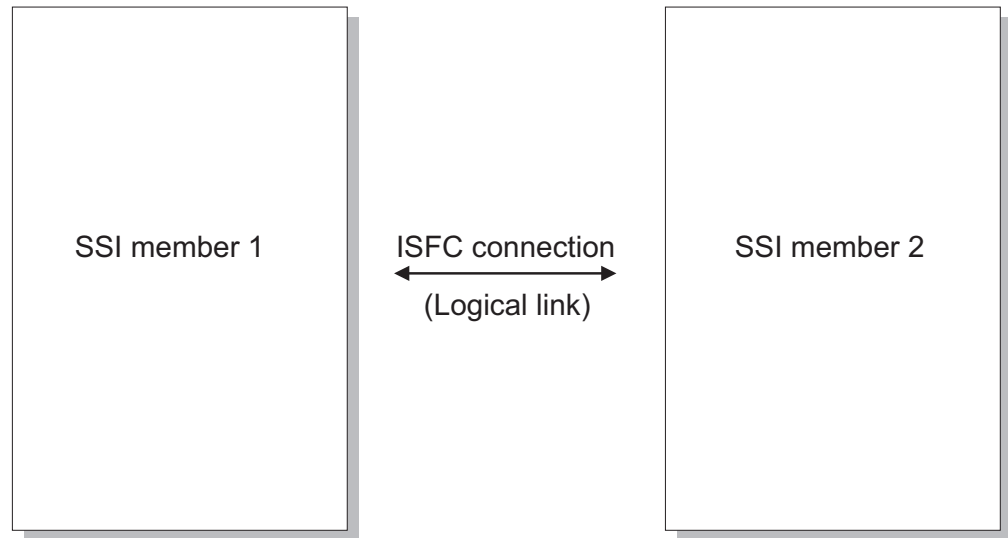 SSI member 1
ISFC connection
(Logical link)
SSI member 2